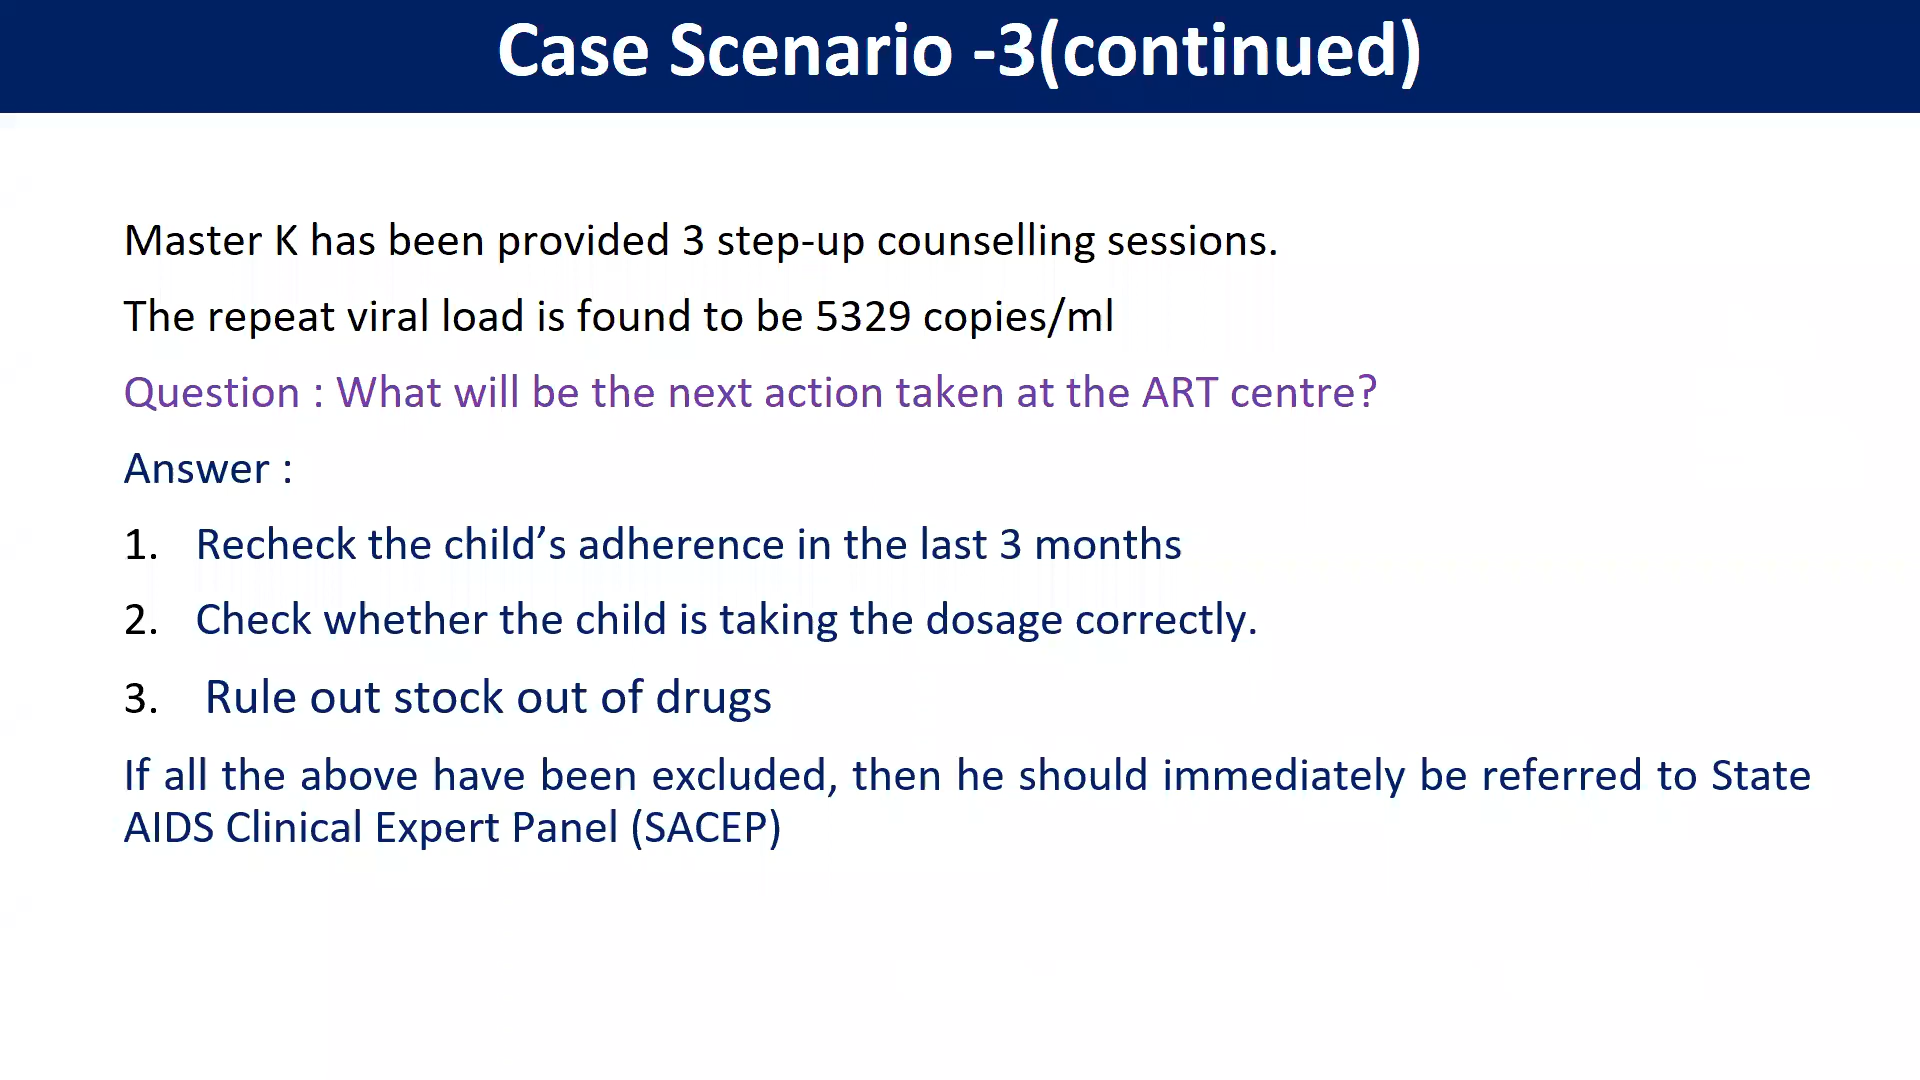 Case Scenario -3(continued)
Master K has been provided 3 step-up counselling sessions.
The repeat viral load is found to be 5329 copies/ml
Question : What will be the next action taken at the ART centre?
Answer :
1. Recheck the child’s adherence in the last 3 months
2. Check whether the child is taking the dosage correctly.
3. Rule out stock out of drugs
If all the above have been excluded, then he should immediately be referred to State
AIDS Clinical Expert Panel (SACEP)